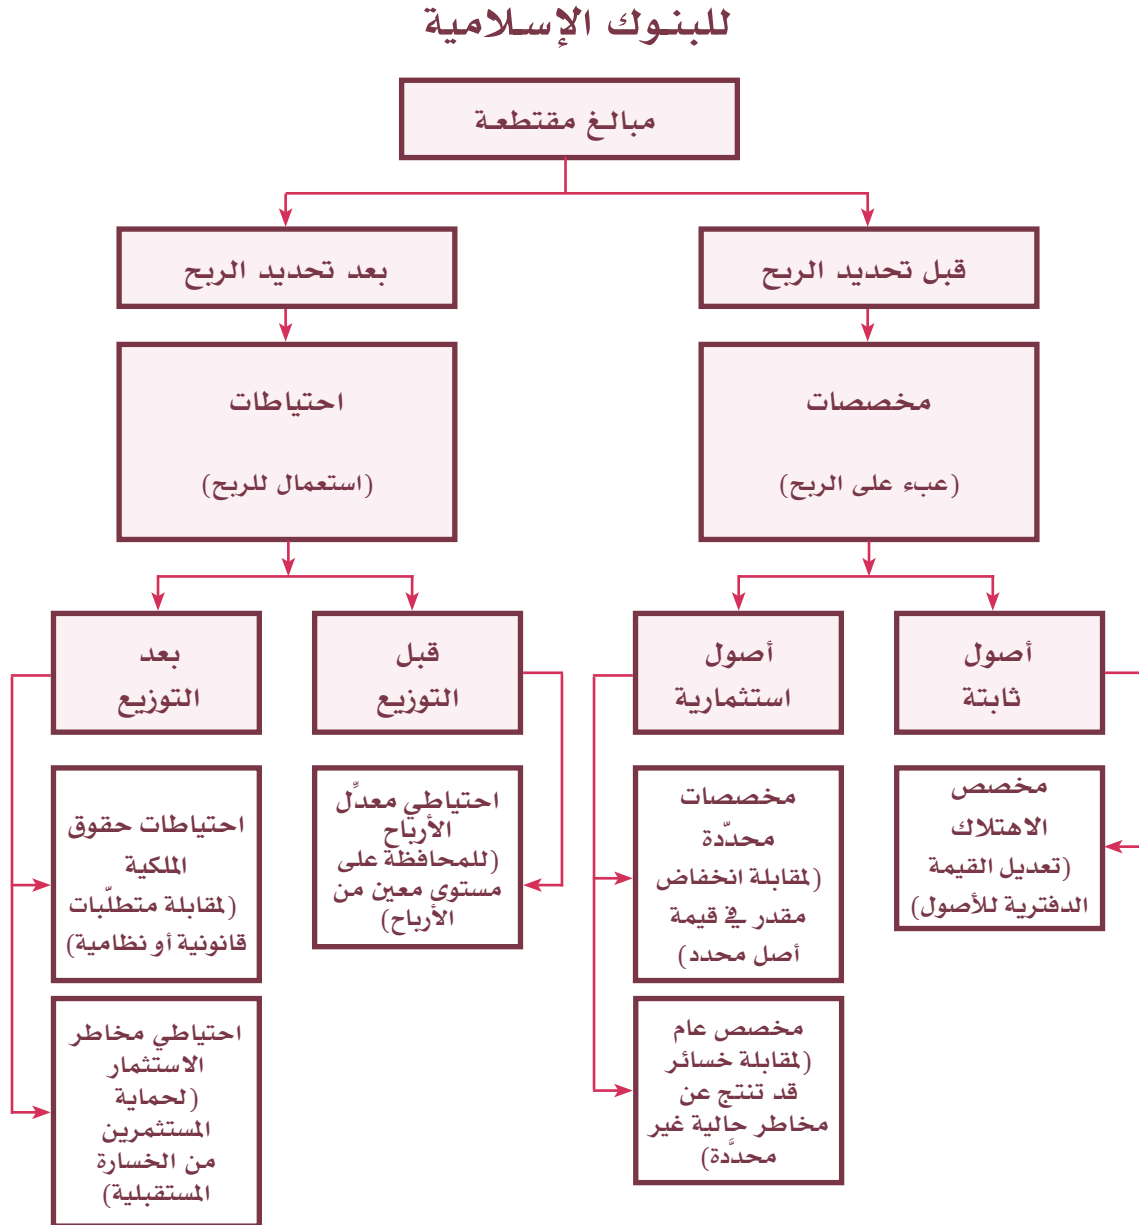 للبنوك الإسلامية
مبالغ مقتطعة
قبل تحديد الربح
بعد تحديد الربح
مخصصات
(عبء على الربح)
احتياطات
(استعمال للربح)
أصول
ثابتة
أصول
استثمارية
قبل
التوزيع
بعد
التوزيع
مخصص
الاهتلاك
(تعديل القيمة
الدفترية للأصول)
مخصصات
محدّدة
(لمقابلة انخفاض
مقدر في قيمة
أصل محدد)
احتياطي معدِّل
الأرباح
(للمحافظة على
مستوى معين من
الأرباح)
احتياطات حقوق
الملكية
(لمقابلة متطلّبات
قانونية أو نظامية)
مخصص عام
(لمقابلة خسائر
قد تنتج عن
مخاطر حالية غير
محدَّدة)
احتياطي مخاطر
الاستثمار
(لحماية
المستثمرين
من الخسارة
المستقبلية)